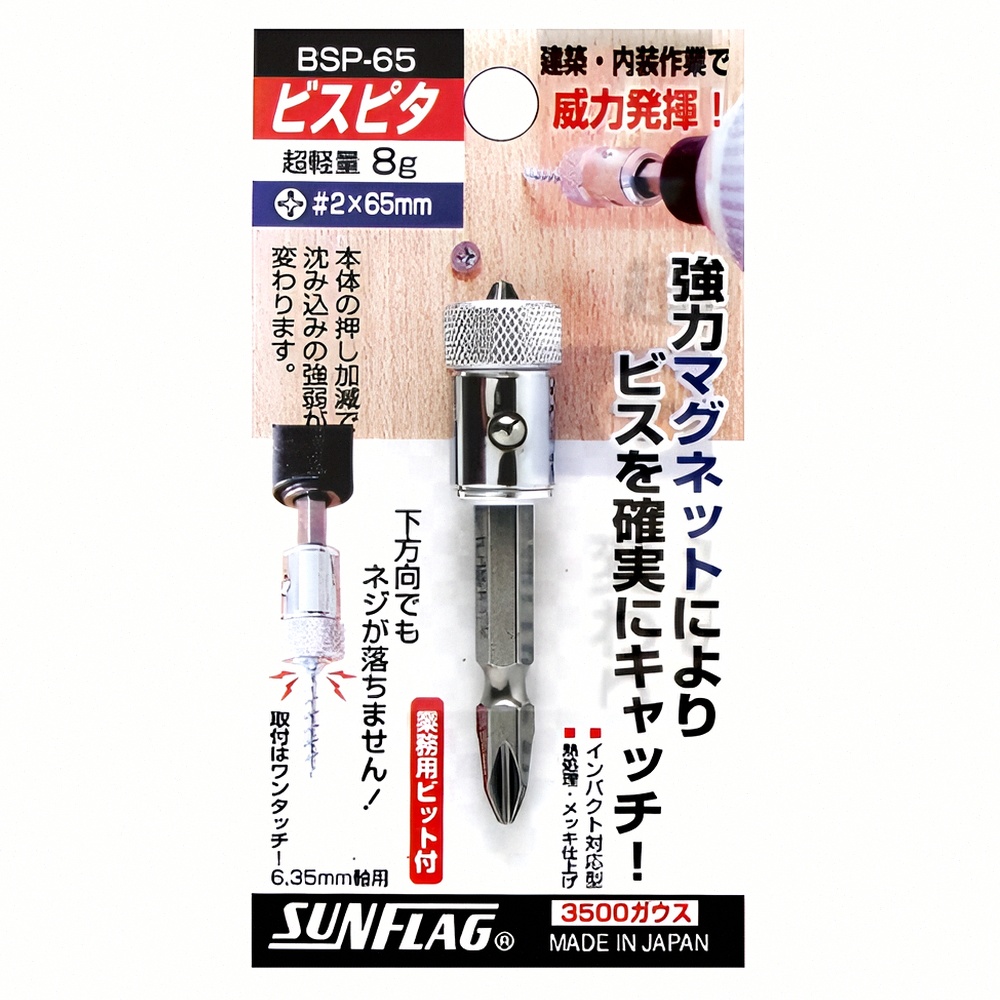 BSP-65
ビスピタ
超軽量 8g
#2×65mm
建築・内装作業で
威力発揮！
本体の押し加減で
沈み込みの強弱が
変わります。
強力マグネットにより
ビスを確実にキャッチ！
下方向でも
ネジが落ちません！
取付はワンタッチ！
6.35mm軸用
業務用ビット付
■インパクト対応型
■熱処理・メッキ仕上げ
SUNFLAG®
3500ガウス
MADE IN JAPAN